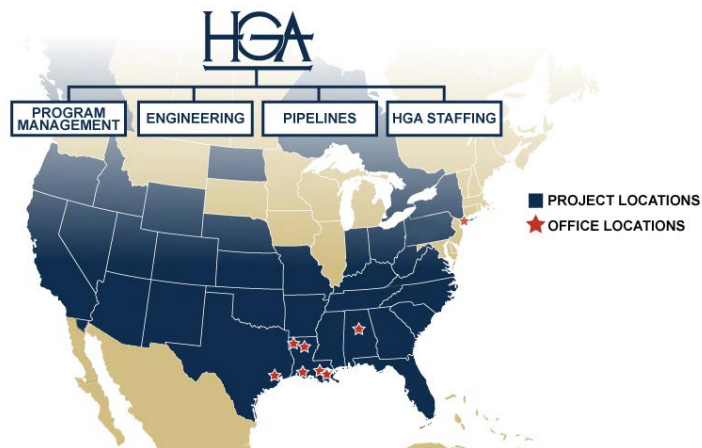 HGA
PROGRAM
MANAGEMENT
ENGINEERING
PIPELINES
HGA STAFFING
PROJECT LOCATIONS
OFFICE LOCATIONS